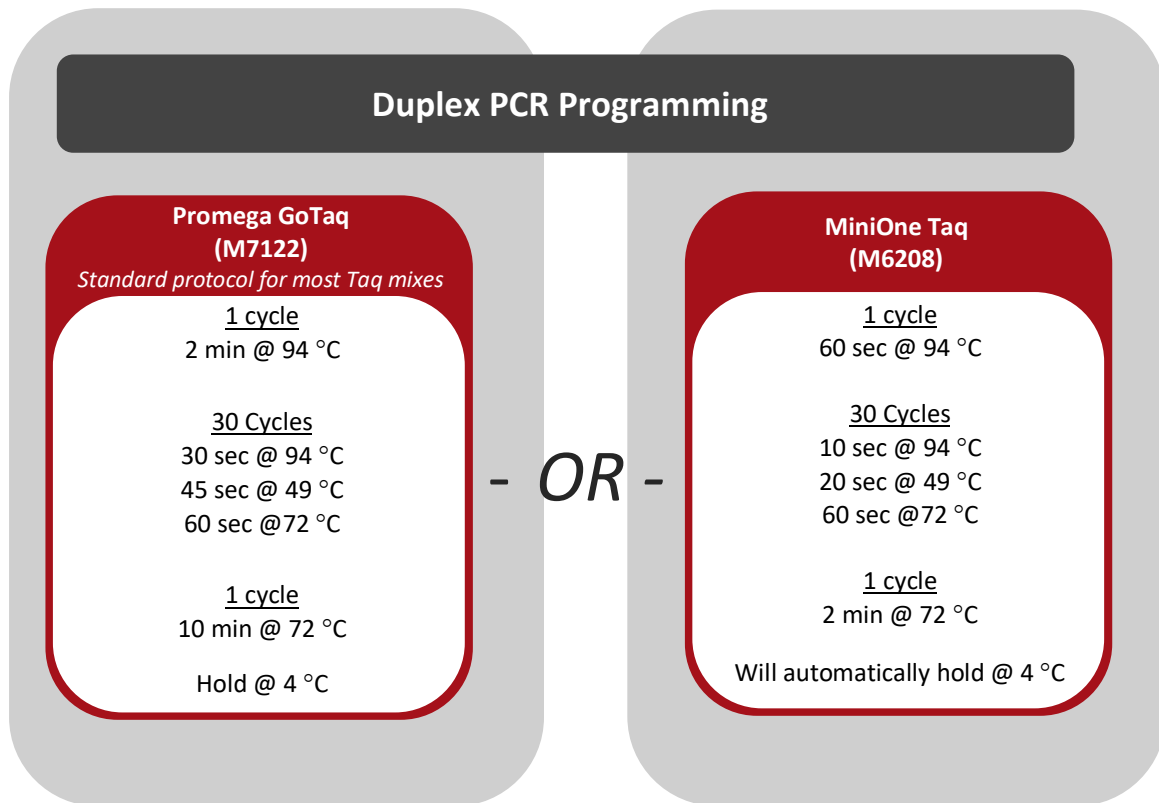 Duplex PCR Programming
Promega GoTaq
(M7122)
Standard protocol for most Taq mixes
1 cycle
2 min @ 94 °C
30 Cycles
30 sec @ 94 °C
45 sec @ 49 °C
60 sec @72 °C
1 cycle
10 min @ 72 °C
Hold @ 4 °C
- OR -
MiniOne Taq
(M6208)
1 cycle
60 sec @ 94 °C
30 Cycles
10 sec @ 94 °C
20 sec @ 49 °C
60 sec @72 °C
1 cycle
2 min @ 72 °C
Will automatically hold @ 4 °C